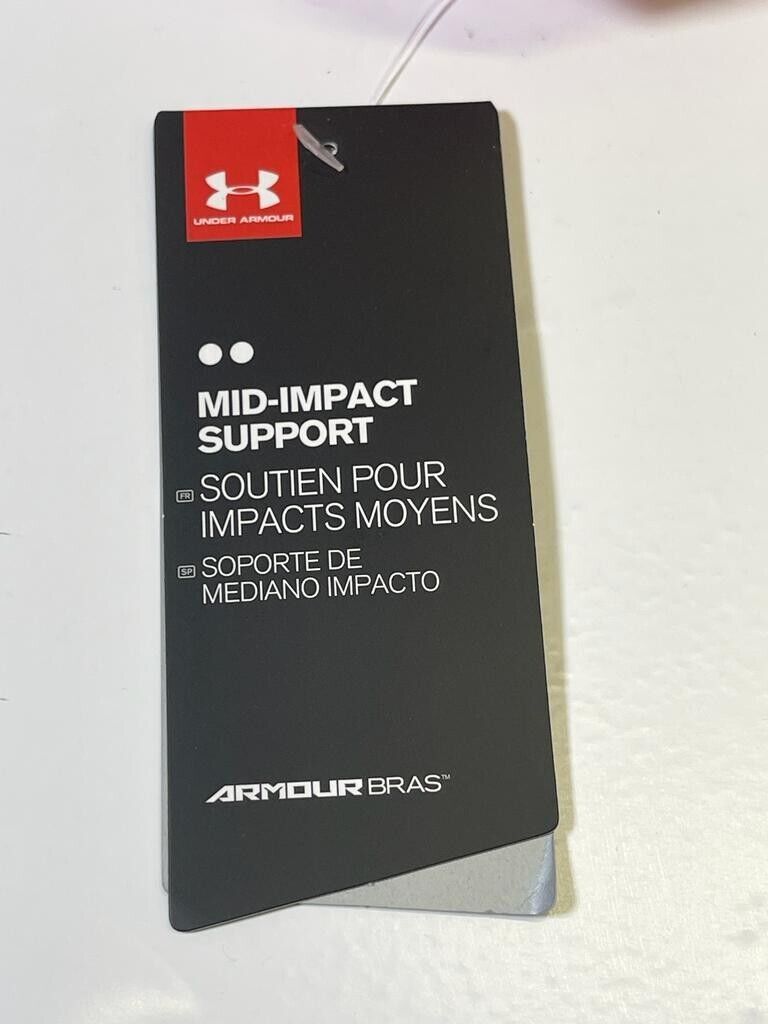 UNDER ARMOUR
MID-IMPACT
SUPPORT
FR SOUTIEN POUR
IMPACTS MOYENS
SP SOPORTE DE
MEDIANO IMPACTO
ARMOUR BRAS™